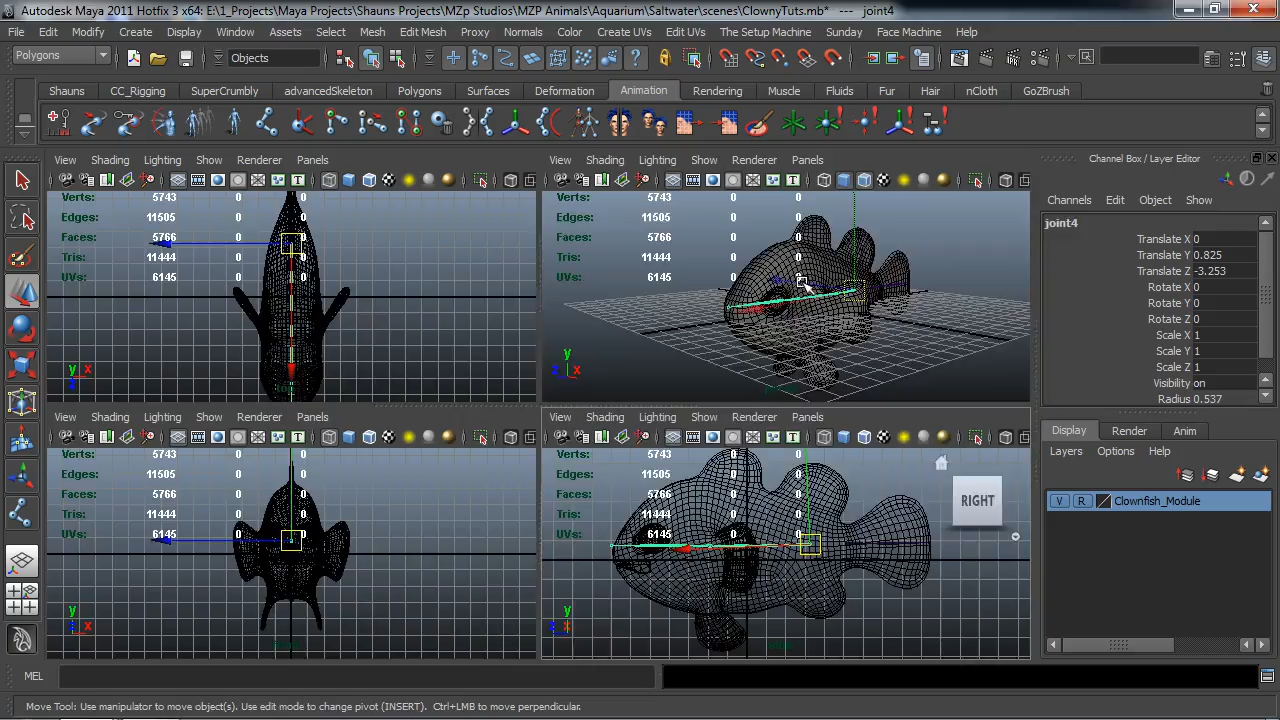 Autodesk Maya 2011 Hotfix 3 x64: E:\1_Projects\Maya Projects\Shauns Projects\MZp Studios\MZP Animals\Aquarium\Saltwater\scenes\ClownyTuts.mb* --- joint4
File Edit Modify Create Display Window Assets Select Mesh Edit Mesh Proxy Normals Color Create UVs Edit UVs The Setup Machine Sunday Face Machine Help
Polygons Objects
Shauns CC_Rigging SuperCrumbly advancedSkeleton Polygons Surfaces Deformation Animation Rendering Muscle Fluids Fur Hair nCloth GoZBrush
View Shading Lighting Show Renderer Panels
Verts: 5743 0 0
Edges: 11505 0 0
Faces: 5766 0 0
Tris: 11444 0 0
UVs: 6145 0 0
y x z
View Shading Lighting Show Renderer Panels
Verts: 5743 0 0
Edges: 11505 0 0
Faces: 5766 0 0
Tris: 11444 0 0
UVs: 6145 0 0
y z x
View Shading Lighting Show Renderer Panels
Verts: 5743 0 0
Edges: 11505 0 0
Faces: 5766 0 0
Tris: 11444 0 0
UVs: 6145 0 0
y x
View Shading Lighting Show Renderer Panels
Verts: 5743 0 0
Edges: 11505 0 0
Faces: 5766 0 0
Tris: 11444 0 0
UVs: 6145 0 0
RIGHT
y z
Channel Box / Layer Editor
Channels Edit Object Show
joint4
Translate X 0
Translate Y 0.825
Translate Z -3.253
Rotate X 0
Rotate Y 0
Rotate Z 0
Scale X 1
Scale Y 1
Scale Z 1
Visibility on
Radius 0.537
Display Render Anim
Layers Options Help
V R Clownfish_Module
MEL
Move Tool: Use manipulator to move object(s). Use edit mode to change pivot (INSERT). Ctrl+LMB to move perpendicular.